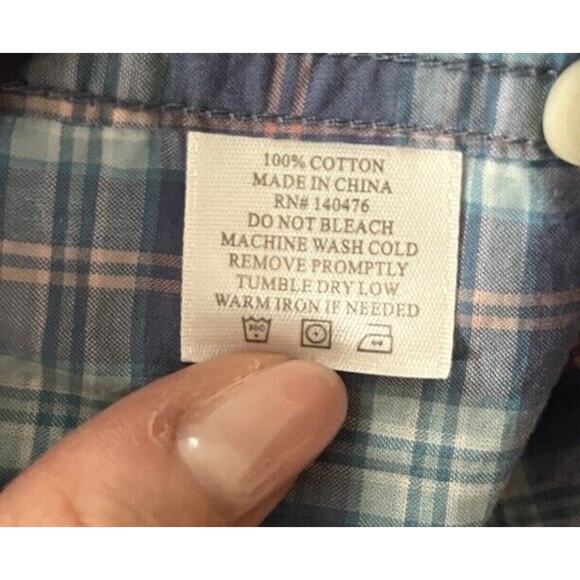 100% COTTON
MADE IN CHINA
RN# 140476
DO NOT BLEACH
MACHINE WASH COLD
REMOVE PROMPTLY
TUMBLE DRY LOW
WARM IRON IF NEEDED